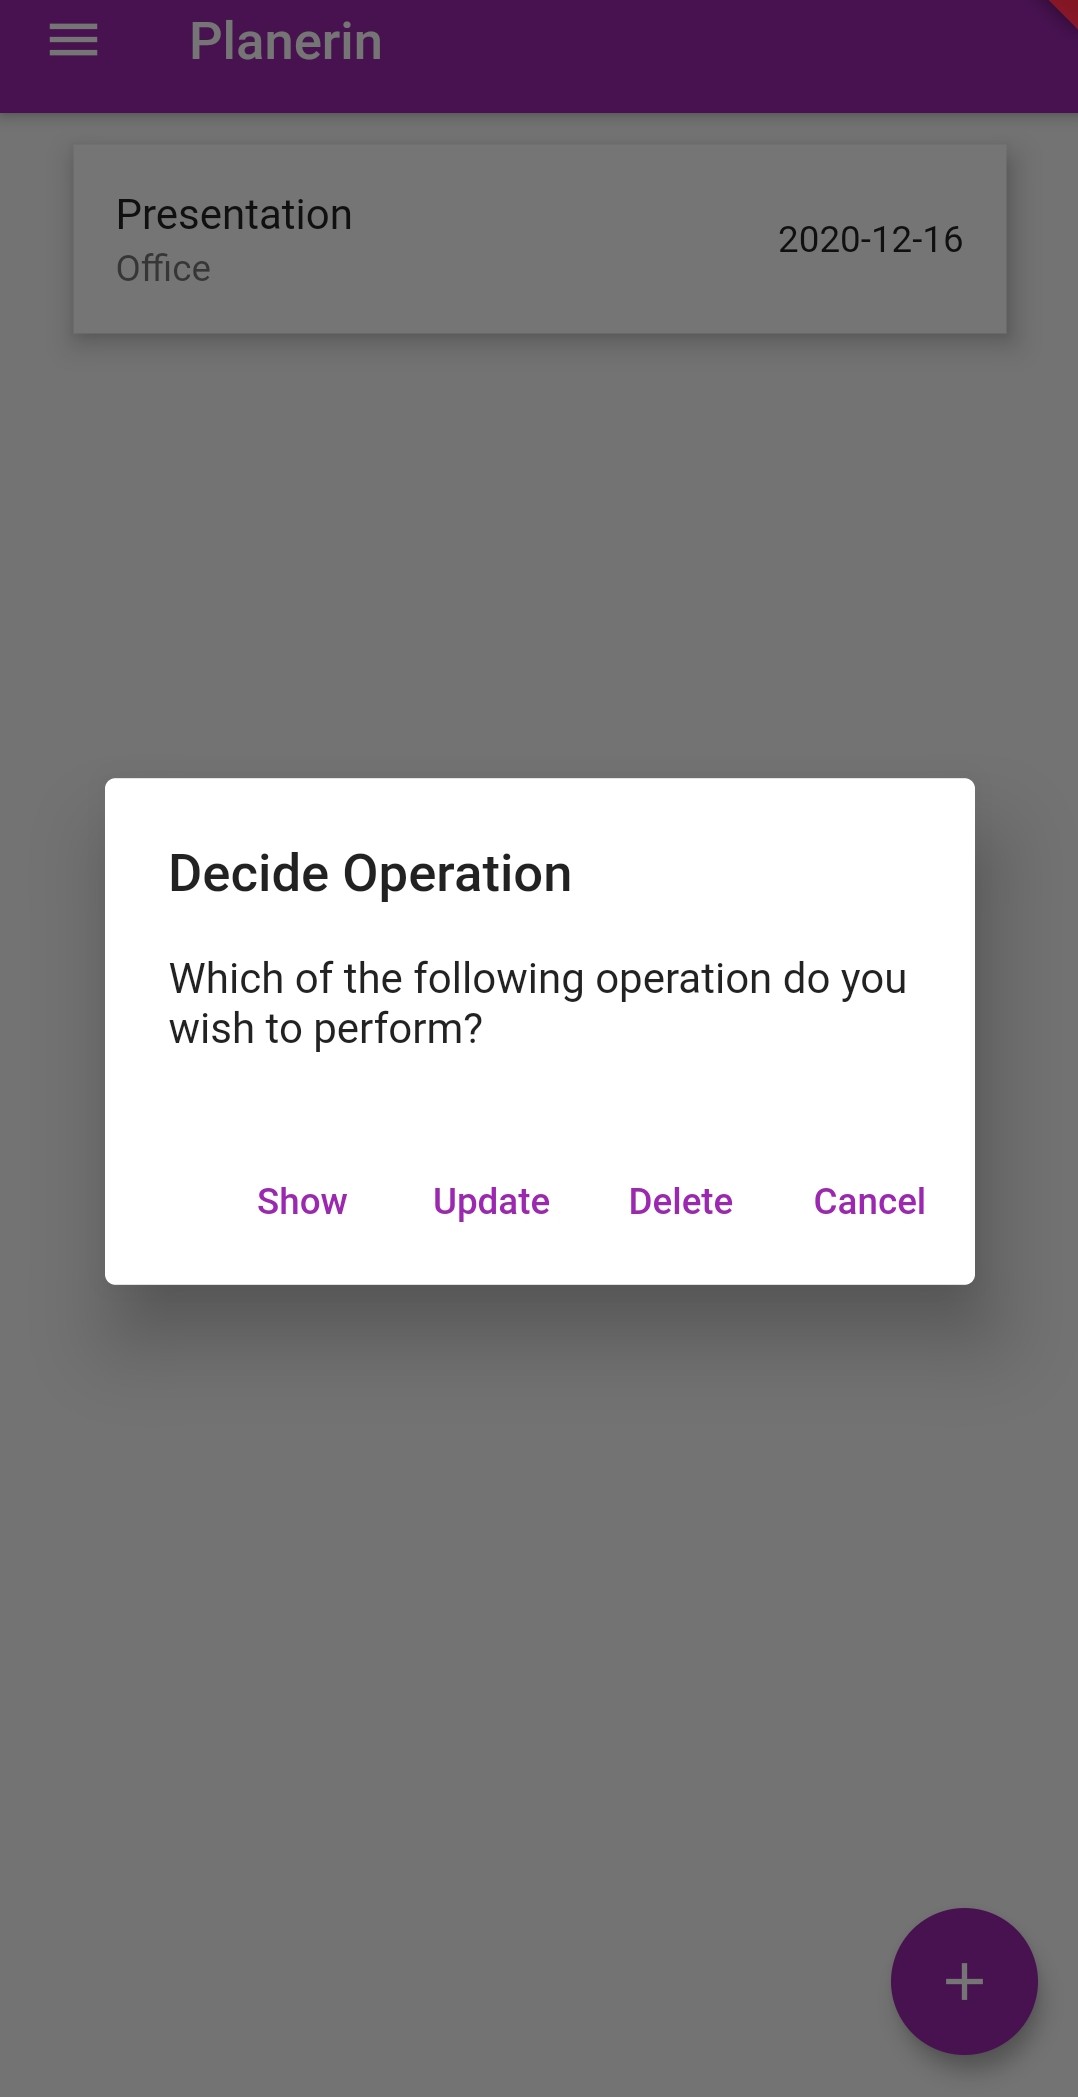 Planerin
Presentation
Office
2020-12-16
Decide Operation
Which of the following operation do you
wish to perform?
Show Update Delete Cancel